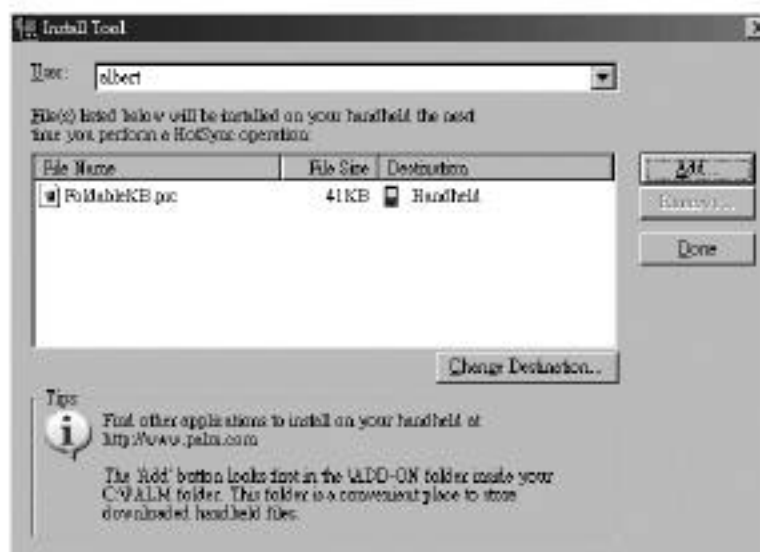 Install Tool
User: albert
File(s) listed below will be installed on your handheld the next
time you perform a HotSync operation:
File Name File Size Destination
FoldableKB.prc 41KB Handheld
Add...
Remove...
Done
Change Destination...
Tips
Find other applications to install on your handheld at
http://www.palm.com
The 'Add' button looks first in the \ADD-ON folder inside your
C:\PALM folder. This folder is a convenient place to store
downloaded handheld files.